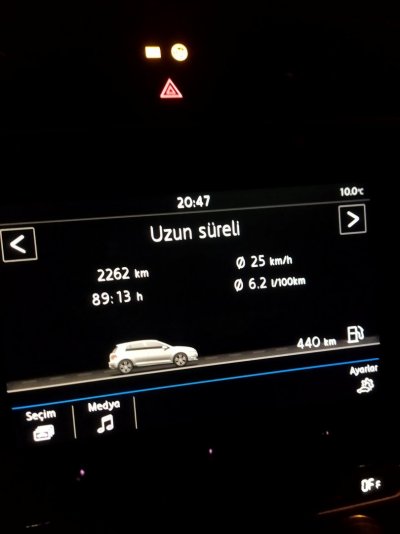 20:47
10.0°C
Uzun süreli
2262 km
Ø 25 km/h
89:13 h
Ø 6.2 l/100km
440 km
Seçim
Medya
Ayarlar
OFF